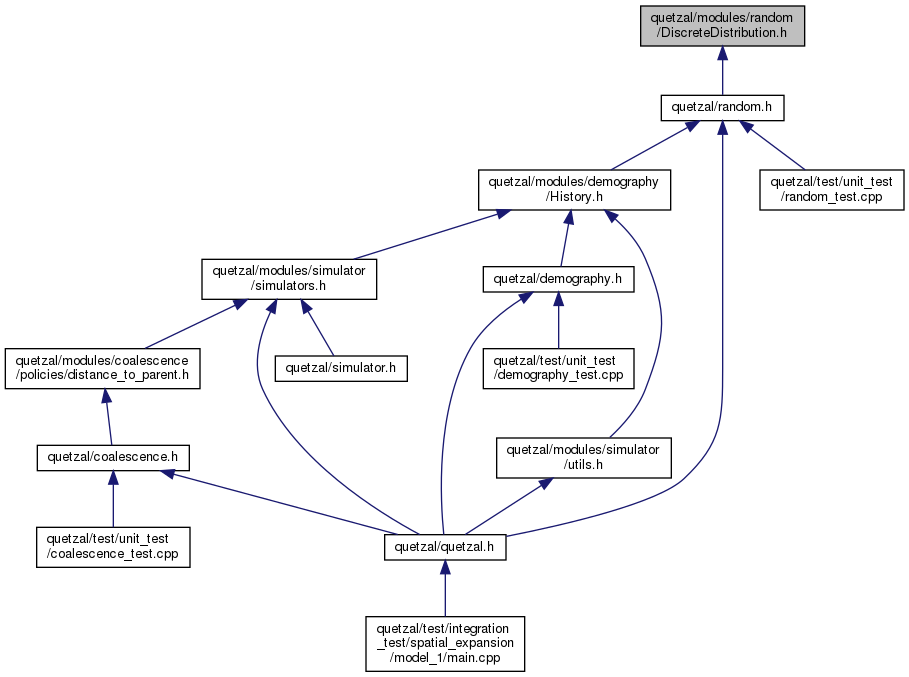 quetzal/modules/random
/DiscreteDistribution.h
quetzal/random.h
quetzal/modules/demography
/History.h
quetzal/test/unit_test
/random_test.cpp
quetzal/modules/simulator
/simulators.h
quetzal/demography.h
quetzal/modules/coalescence
/policies/distance_to_parent.h
quetzal/simulator.h
quetzal/test/unit_test
/demography_test.cpp
quetzal/coalescence.h
quetzal/modules/simulator
/utils.h
quetzal/test/unit_test
/coalescence_test.cpp
quetzal/quetzal.h
quetzal/test/integration
_test/spatial_expansion
/model_1/main.cpp